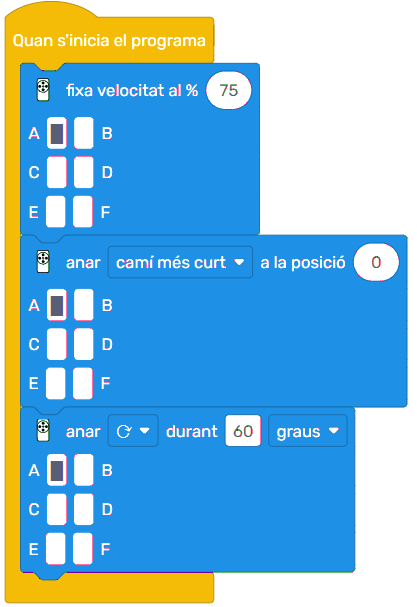 Quan s'inicia el programa
fixa velocitat al % 75
A B
C D
E F
anar camí més curt a la posició 0
A B
C D
E F
anar durant 60 graus
A B
C D
E F